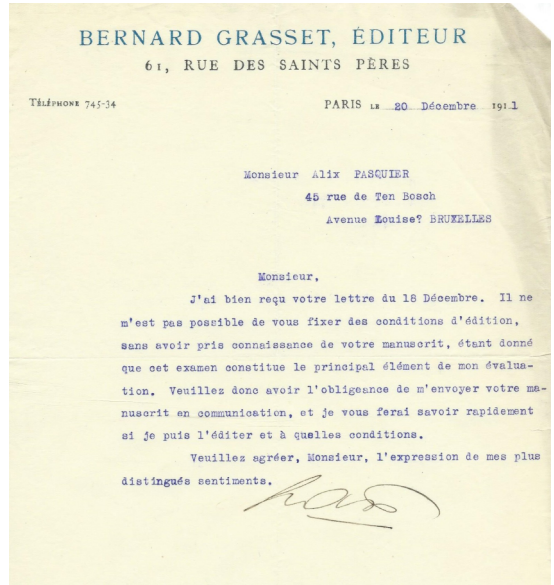 BERNARD GRASSET, ÉDITEUR
61, RUE DES SAINTS PÈRES
TÉLÉPHONE 745-34
PARIS LE 20 Décembre 1911
Monsieur Alix PASQUIER
45 rue de Ten Bosch
Avenue Louise? BRUXELLES
Monsieur,
J'ai bien reçu votre lettre du 18 Décembre. Il ne
m'est pas possible de vous fixer des conditions d'édition,
sans avoir pris connaissance de votre manuscrit, étant donné
que cet examen constitue le principal élément de mon évalua-
tion. Veuillez donc avoir l'obligeance de m'envoyer votre ma-
nuscrit en communication, et je vous ferai savoir rapidement
si je puis l'éditer et à quelles conditions.
Veuillez agréer, Monsieur, l'expression de mes plus
distingués sentiments.